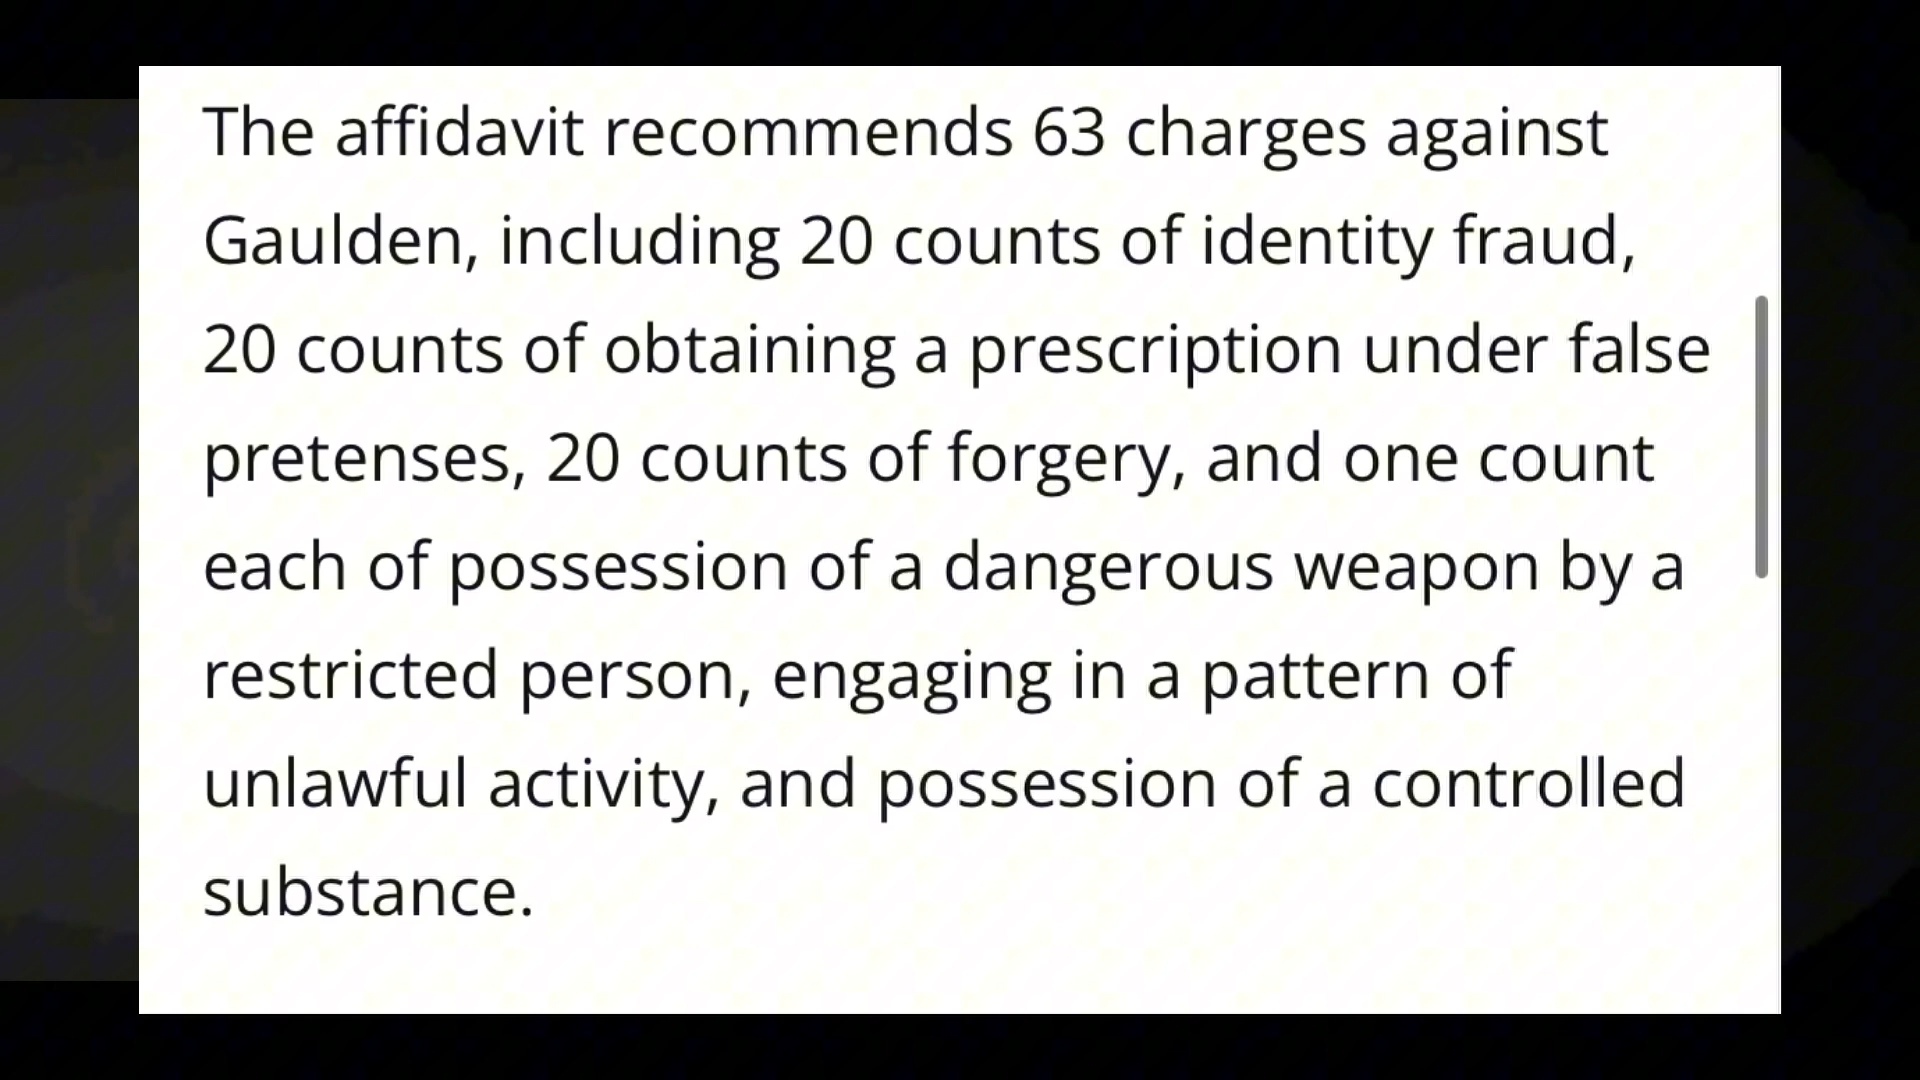 The affidavit recommends 63 charges against
Gaulden, including 20 counts of identity fraud,
20 counts of obtaining a prescription under false
pretenses, 20 counts of forgery, and one count
each of possession of a dangerous weapon by a
restricted person, engaging in a pattern of
unlawful activity, and possession of a controlled
substance.